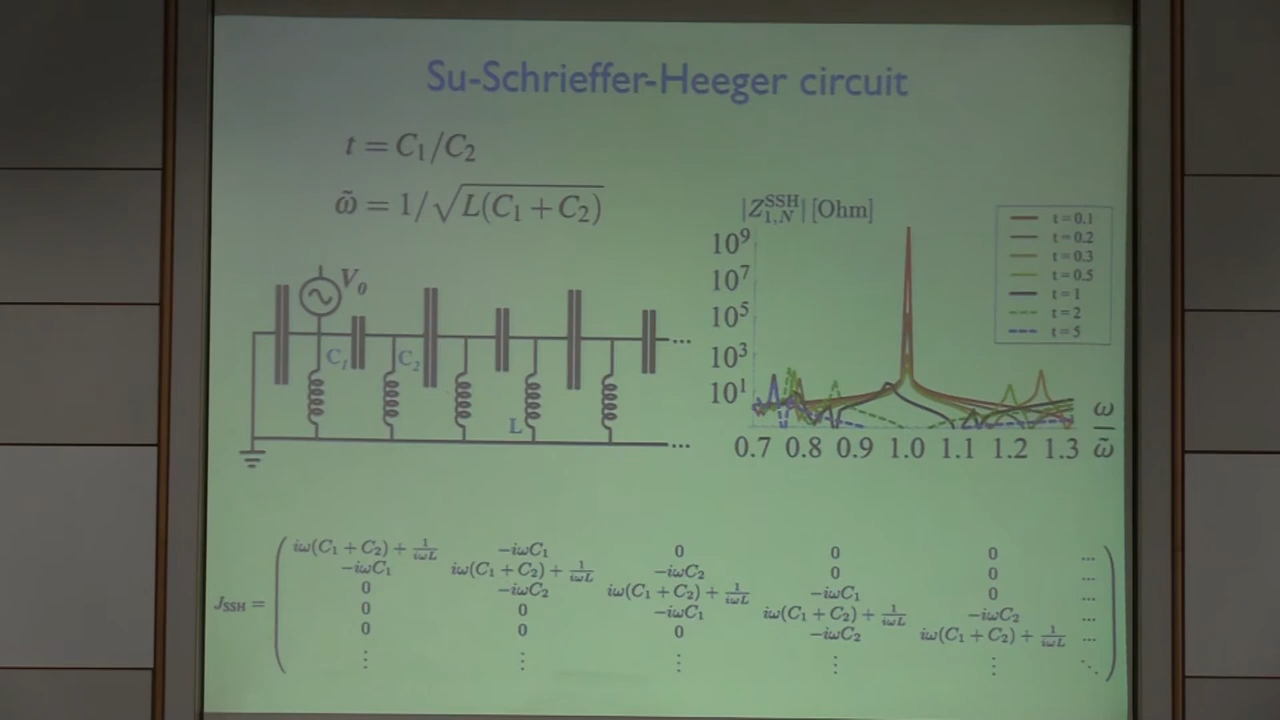 Su-Schrieffer-Heeger circuit
t = C₁/C₂
ω̃ = 1/√L(C₁ + C₂)
|Z₁,ₙ^SSH| [Ohm]
10⁹
10⁷
10⁵
10³
10¹
t = 0.1
t = 0.2
t = 0.3
t = 0.5
t = 1
t = 2
t = 5
0.7 0.8 0.9 1.0 1.1 1.2 1.3
ω/ω̃
V₀
C₁ C₂
...
L
...
J_SSH =
iω(C₁ + C₂) + 1/iωL −iωC₁ 0 0 0 ...
−iωC₁ iω(C₁ + C₂) + 1/iωL −iωC₂ 0 0 ...
0 −iωC₂ iω(C₁ + C₂) + 1/iωL −iωC₁ 0 ...
0 0 −iωC₁ iω(C₁ + C₂) + 1/iωL −iωC₂ ...
0 0 0 −iωC₂ iω(C₁ + C₂) + 1/iωL ...
⋮ ⋮ ⋮ ⋮ ⋮ ⋱